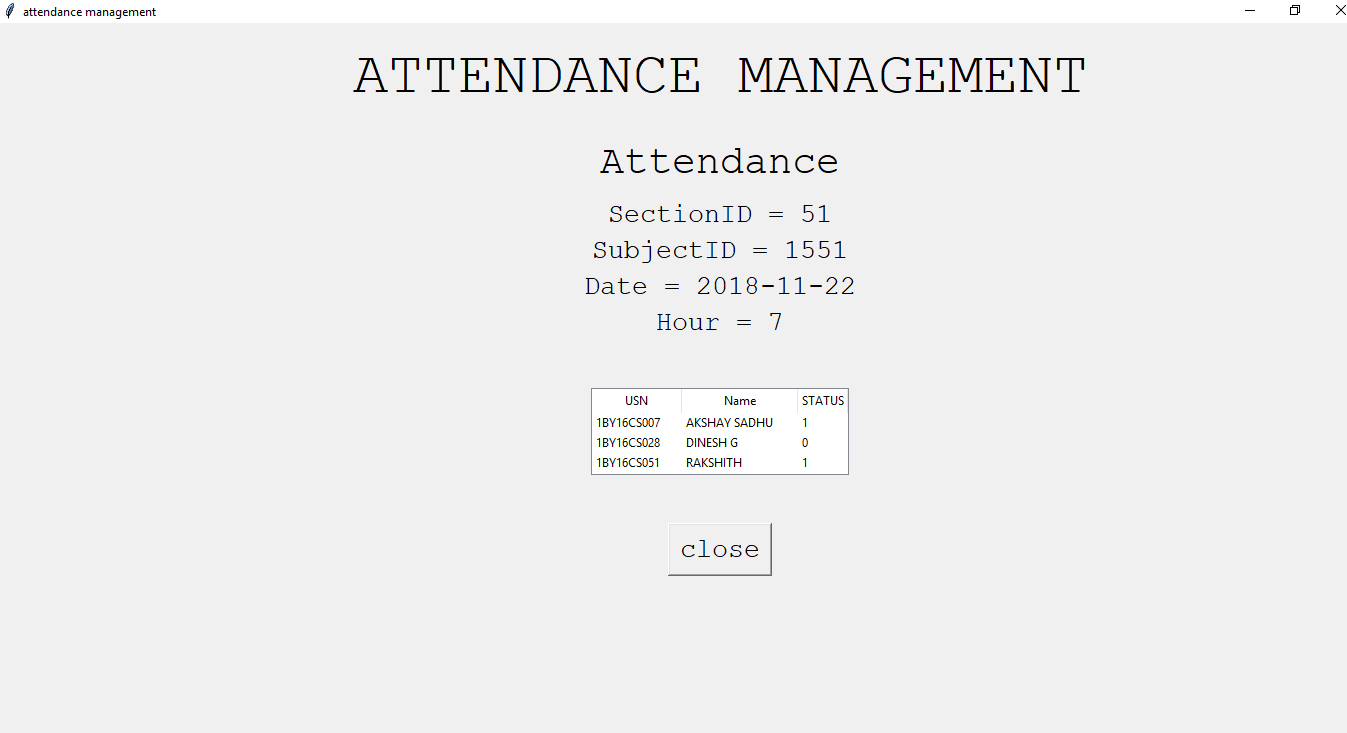 attendance management
ATTENDANCE MANAGEMENT
Attendance
SectionID = 51
SubjectID = 1551
Date = 2018-11-22
Hour = 7
USN Name STATUS
1BY16CS007 AKSHAY SADHU 1
1BY16CS028 DINESH G 0
1BY16CS051 RAKSHITH 1
close